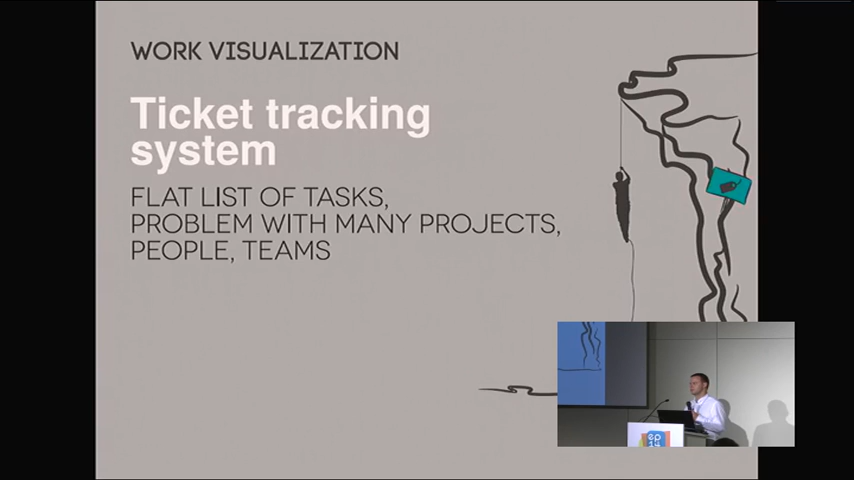 WORK VISUALIZATION
Ticket tracking
system
FLAT LIST OF TASKS,
PROBLEM WITH MANY PROJECTS,
PEOPLE, TEAMS